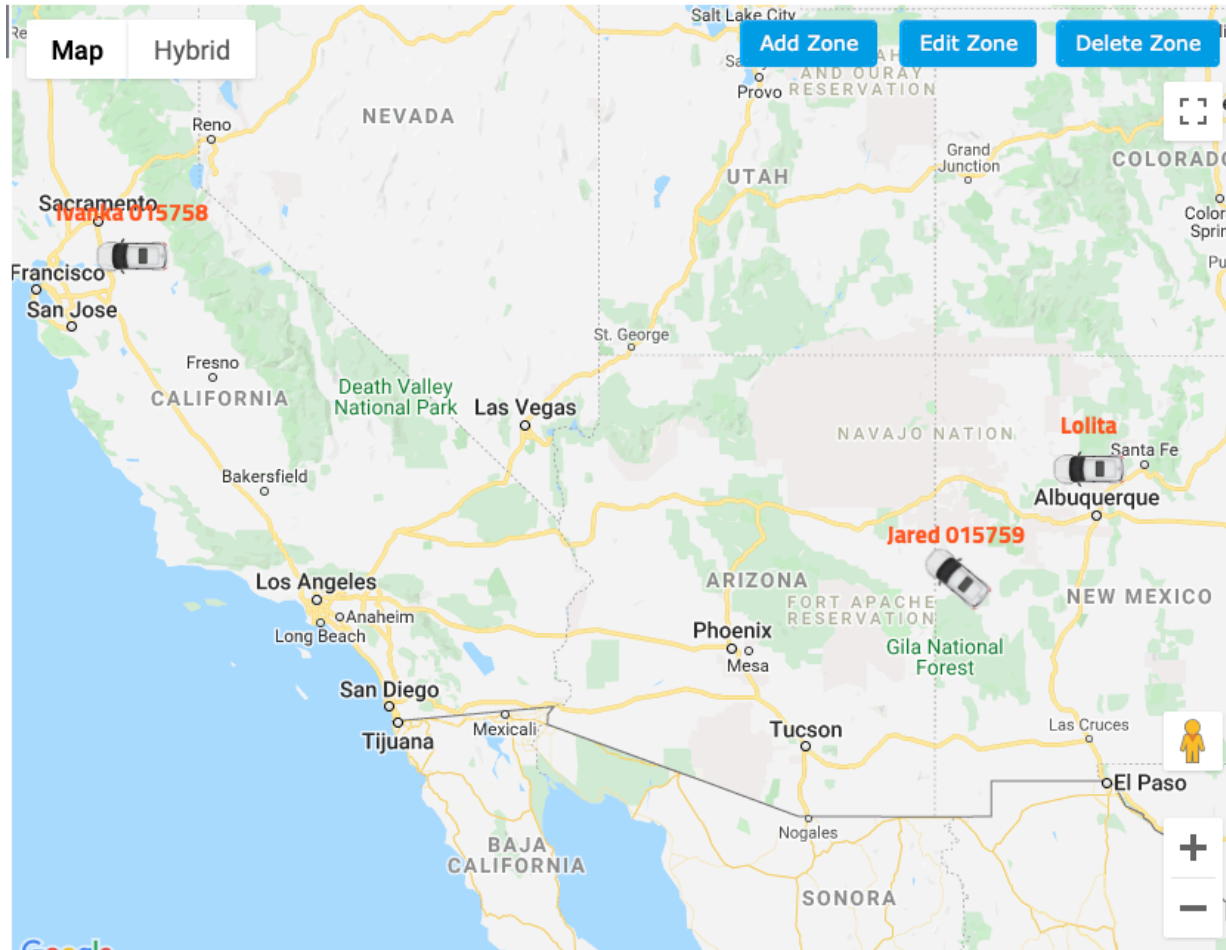 Salt Lake City
Map
Hybrid
Add Zone
Edit Zone
Delete Zone
AND OURAY
RESERVATION
Provo
NEVADA
Reno
Grand
Junction
COLORADO
UTAH
Sacramento
Ivanka 015758
Francisco
San Jose
St. George
Fresno
CALIFORNIA
Death Valley
National Park
Las Vegas
NAVAJO NATION
Lolita
Santa Fe
Bakersfield
Albuquerque
Jared 015759
Los Angeles
Anaheim
Long Beach
ARIZONA
FORT APACHE
RESERVATION
NEW MEXICO
Phoenix
Mesa
Gila National
Forest
San Diego
Tijuana
Mexicali
Tucson
Las Cruces
El Paso
Nogales
BAJA
CALIFORNIA
SONORA
Google